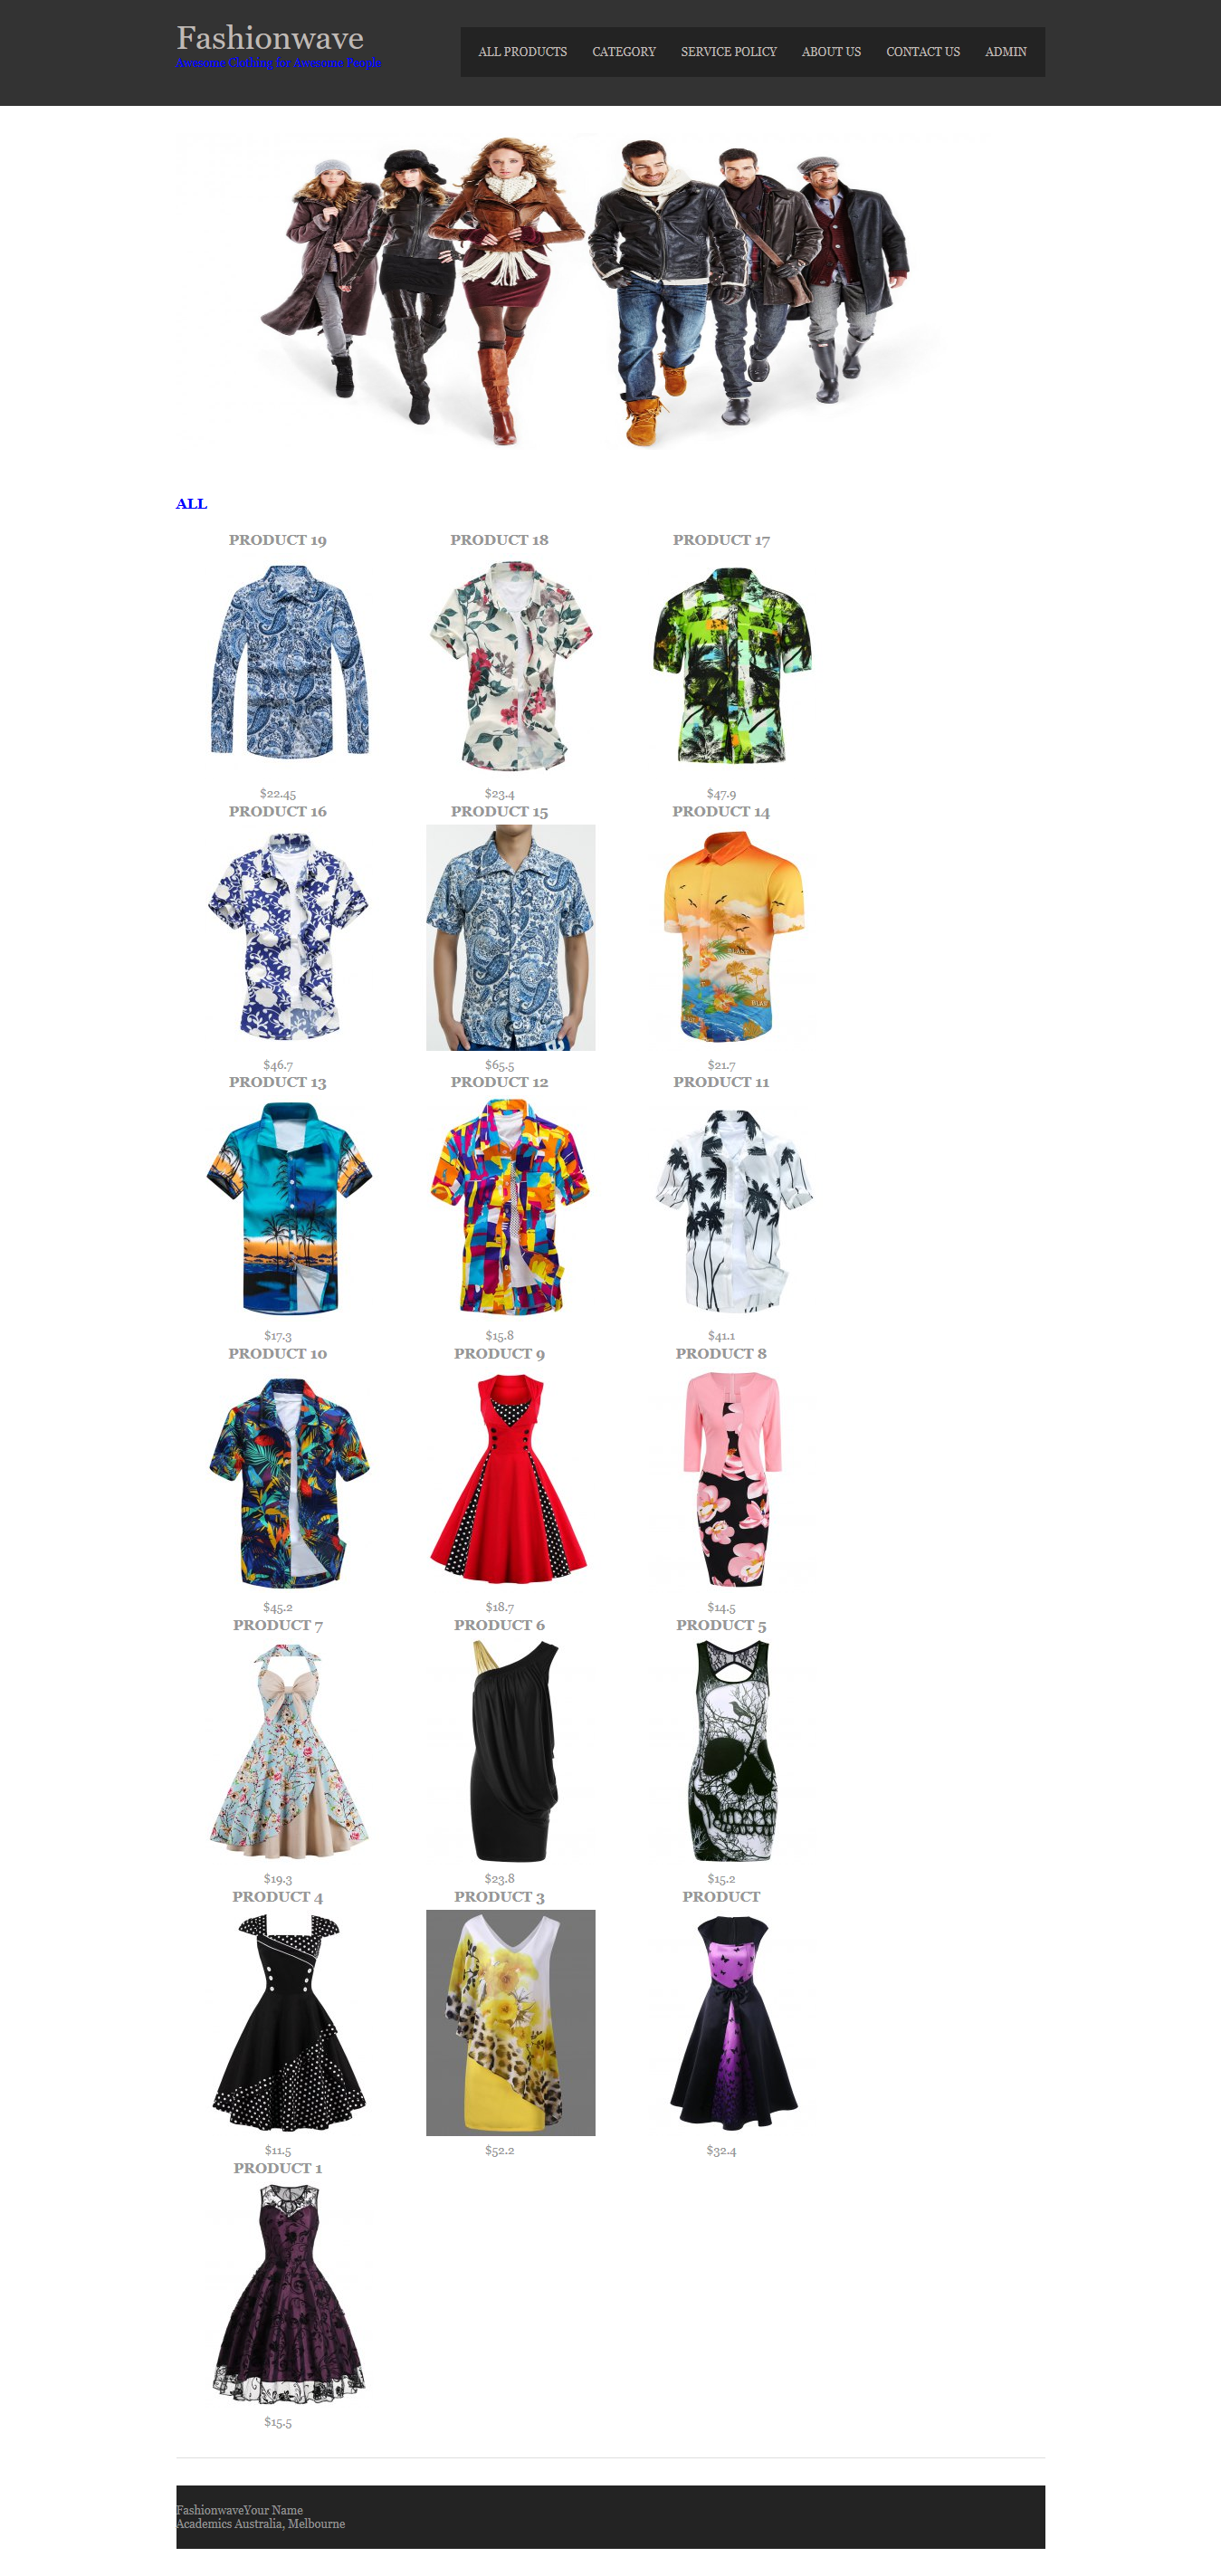 Fashionwave
Awesome Clothing for Awesome People
ALL PRODUCTS CATEGORY SERVICE POLICY ABOUT US CONTACT US ADMIN
ALL
PRODUCT 19 PRODUCT 18 PRODUCT 17
$22.45 $23.4 $47.9
PRODUCT 16 PRODUCT 15 PRODUCT 14
$46.7 $65.5 $21.7
PRODUCT 13 PRODUCT 12 PRODUCT 11
$17.3 $15.8 $41.1
PRODUCT 10 PRODUCT 9 PRODUCT 8
$45.2 $18.7 $14.5
PRODUCT 7 PRODUCT 6 PRODUCT 5
$19.3 $23.8 $15.2
PRODUCT 4 PRODUCT 3 PRODUCT
$11.5 $52.2 $32.4
PRODUCT 1
$15.5
FashionwaveYour Name
Academics Australia, Melbourne